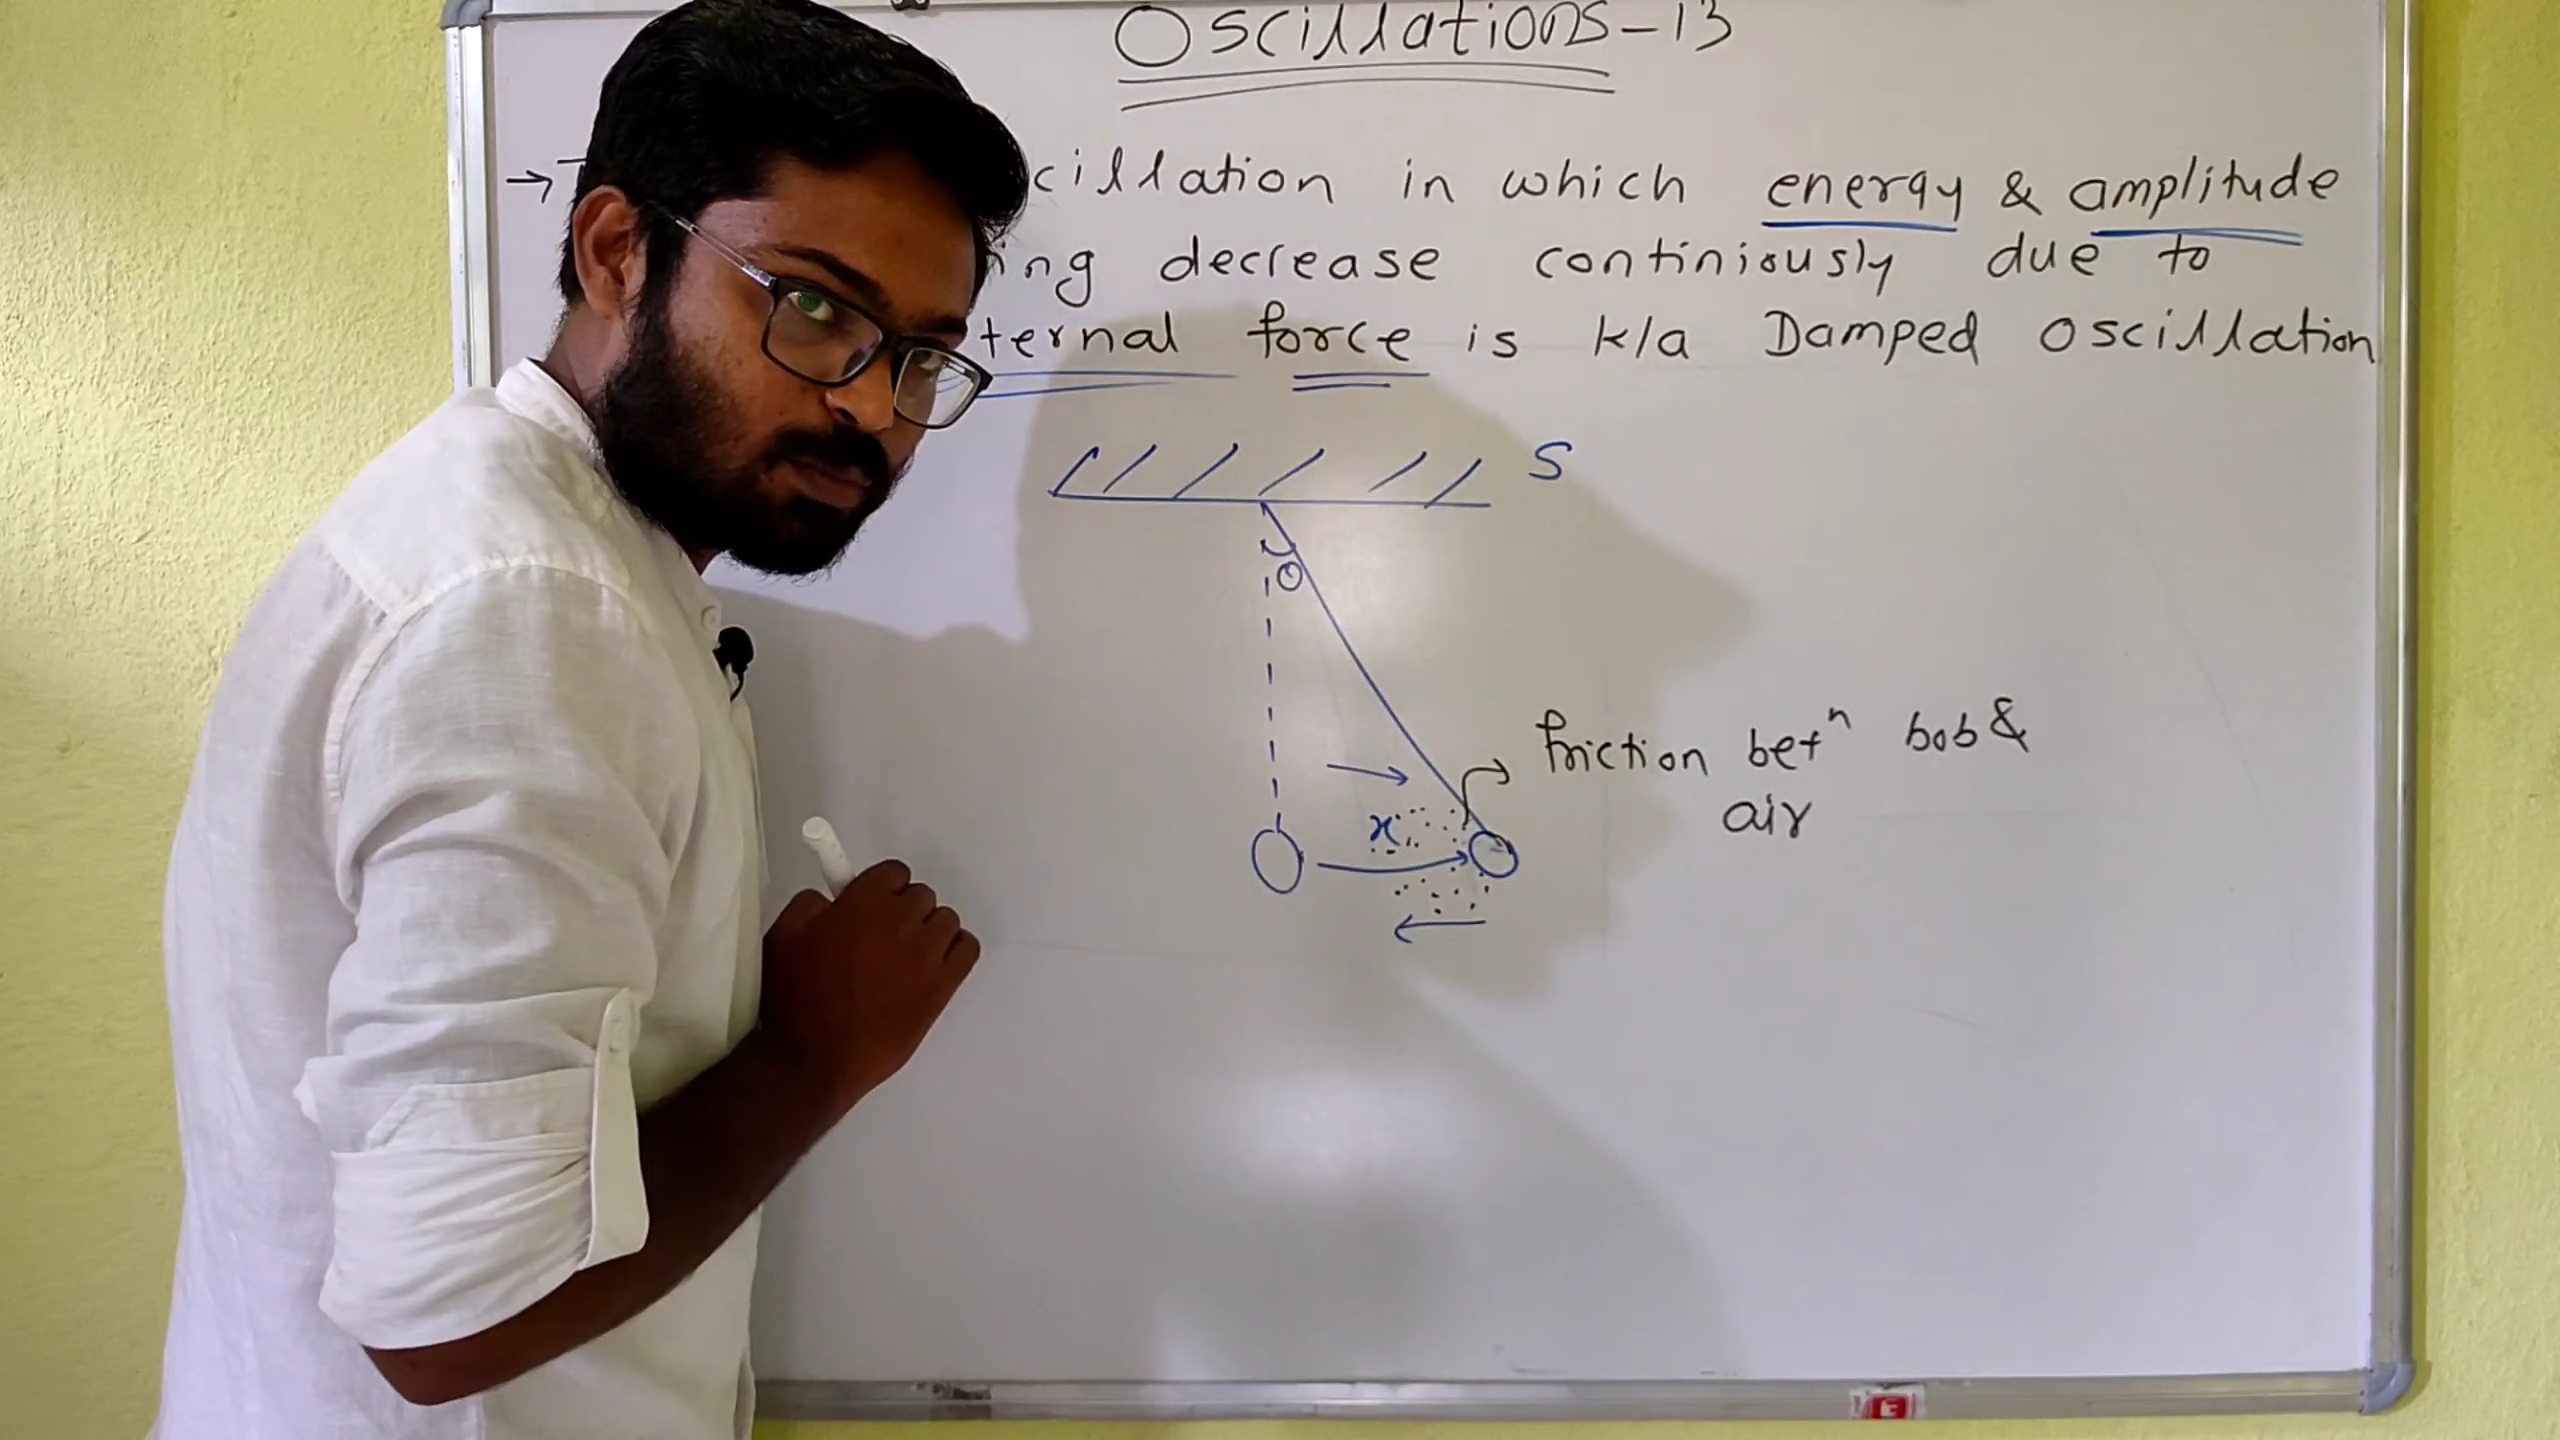 Oscillations-13
→ cillation in which energy & amplitude
ing decrease continiously due to
ternal force is k/a Damped Oscillation
S
θ
x
friction betⁿ bob &
air